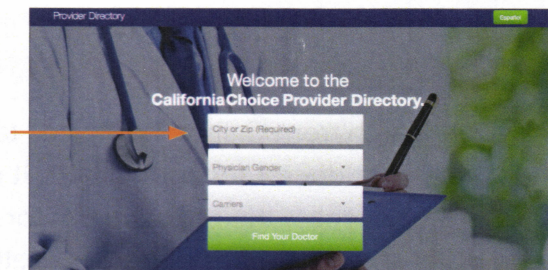 Provider Directory
Español
Welcome to the
CaliforniaChoice Provider Directory.
City or Zip (Required)
Physician Gender
Carriers
Find Your Doctor